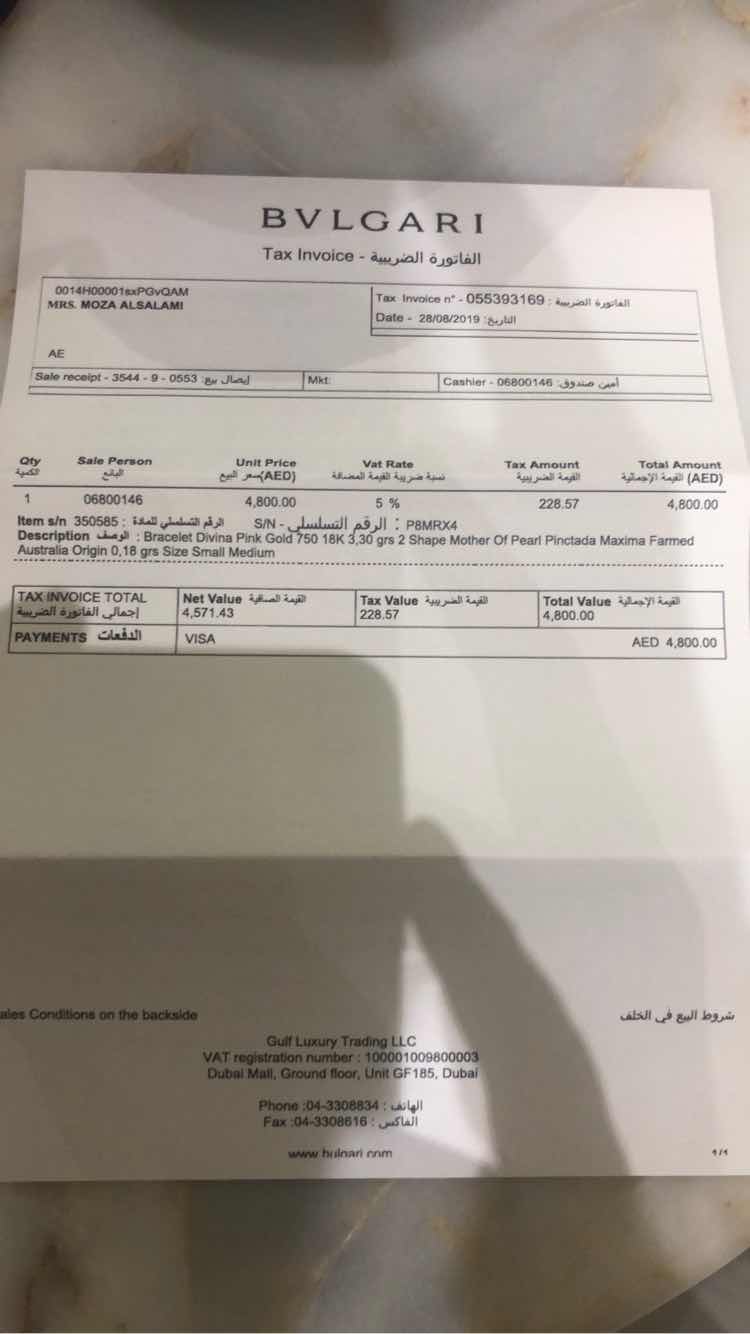 BVLGARI
Tax Invoice - الفاتورة الضريبية
0014H00001sxPGvQAM
MRS. MOZA ALSALAMI
AE
Tax Invoice n° - 055393169 : الفاتورة الضريبية
Date - 28/08/2019 :التاريخ
Sale receipt - 3544 - 9 - 0553 :إيصال بيع
Mkt:
Cashier - 06800146 :أمين صندوق
Qty Sale Person Unit Price Vat Rate Tax Amount Total Amount
الكمية البائع سعر البيع(AED) نسبة ضريبة القيمة المضافة القيمة الضريبية القيمة الإجمالية (AED)
1 06800146 4,800.00 5 % 228.57 4,800.00
Item s/n 350585 : الرقم التسلسلي للمادة S/N - الرقم التسلسلي : P8MRX4
Description الوصف : Bracelet Divina Pink Gold 750 18K 3,30 grs 2 Shape Mother Of Pearl Pinctada Maxima Farmed
Australia Origin 0,18 grs Size Small Medium
TAX INVOICE TOTAL Net Value القيمة الصافية Tax Value القيمة الضريبية Total Value القيمة الإجمالية
إجمالي الفاتورة الضريبية 4,571.43 228.57 4,800.00
PAYMENTS الدفعات VISA AED 4,800.00
ales Conditions on the backside شروط البيع في الخلف
Gulf Luxury Trading LLC
VAT registration number : 100001009800003
Dubai Mall, Ground floor, Unit GF185, Dubai
Phone :04-3308834 : الهاتف
Fax :04-3308616 : الفاكس
www.bulgari.com
1/1